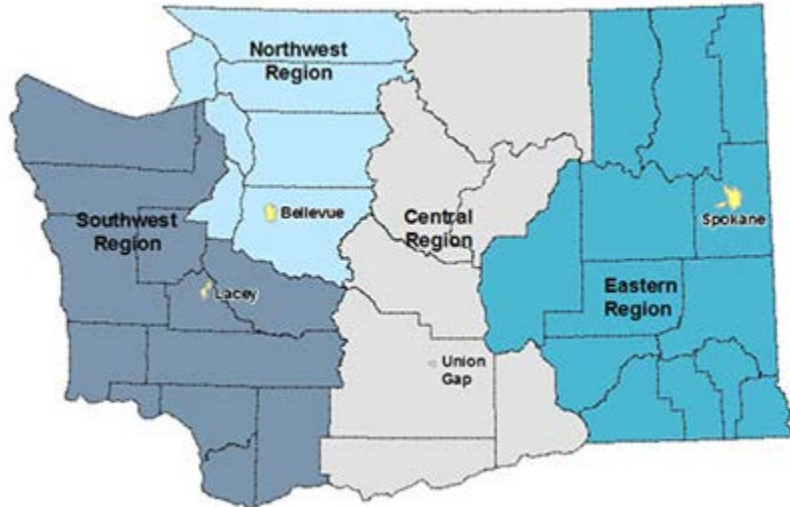 Northwest
Region
Southwest
Region
Bellevue
Central
Region
Spokane
Lacey
Eastern
Region
Union
Gap